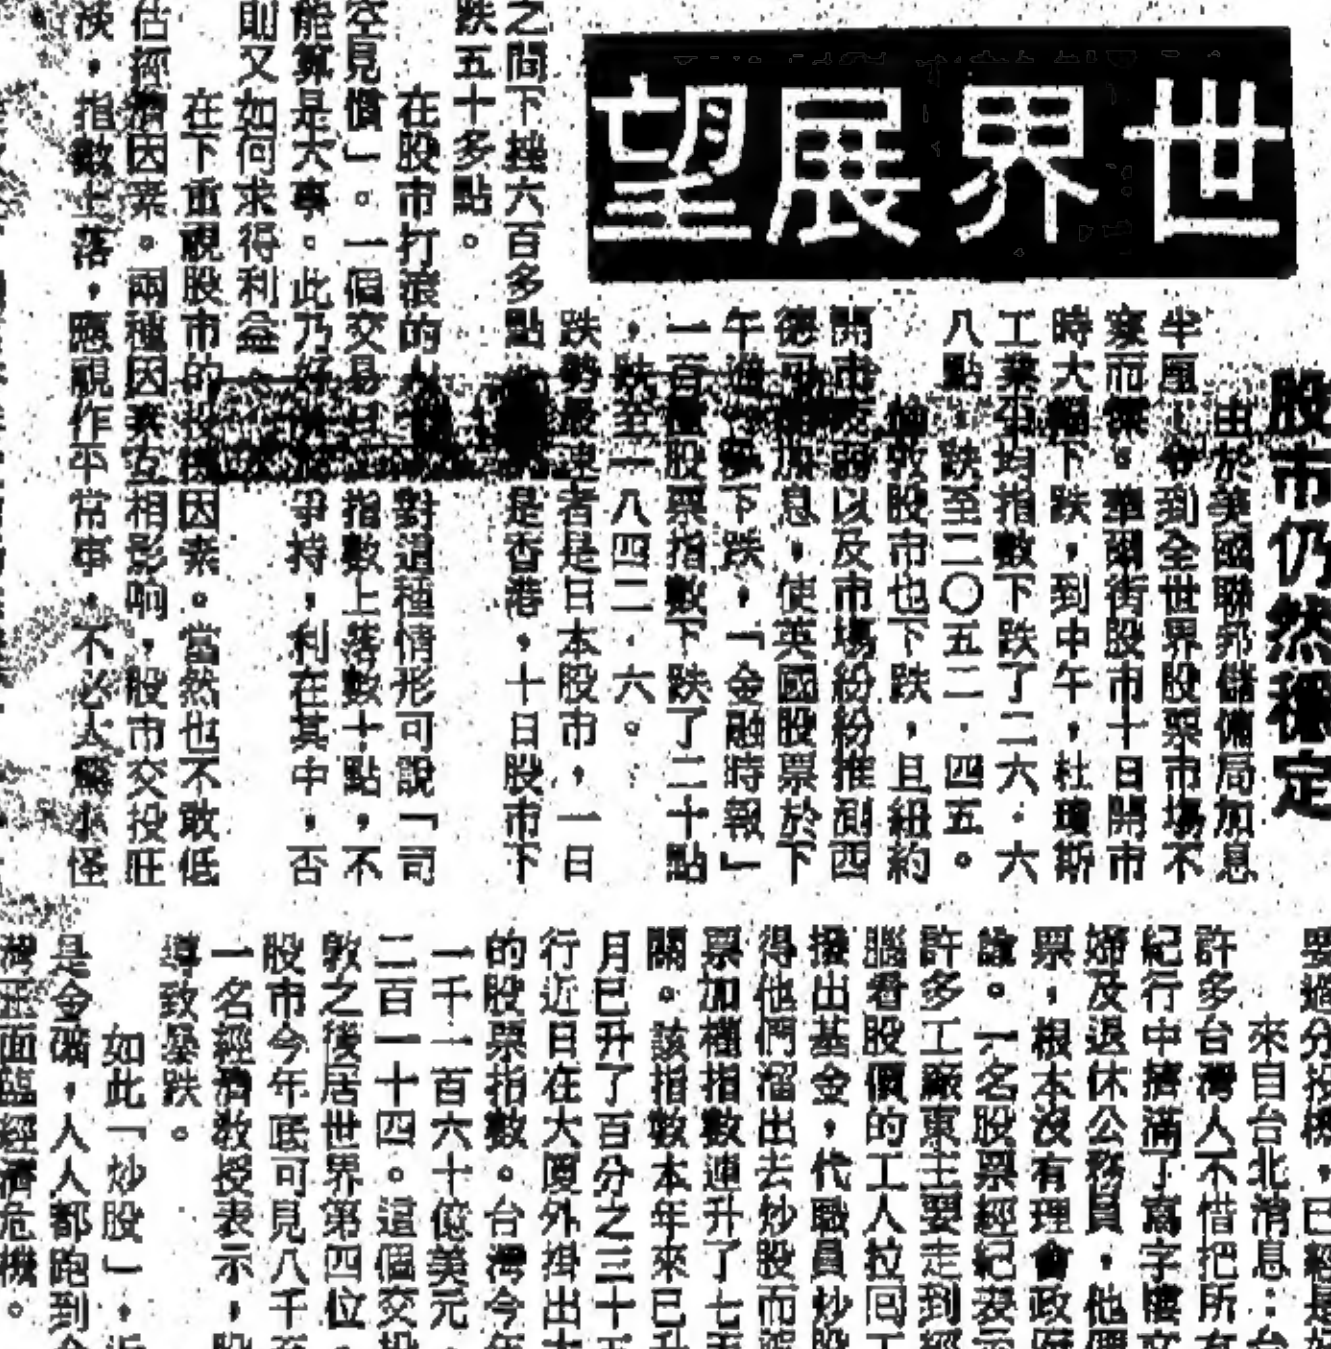 世界展望
股市仍然穩定
由於美國聯邦儲備局加息
半厘,令到全世界股票市場不
寒而慄。華爾街股市十日開市
時大幅下跌,到中午,杜瓊斯
工業平均指數下跌了二六.六
八點,跌至二〇五二.四五。
倫敦股市也下跌,且紐約
開市疲弱以及市場紛紛推測西
德可加息,使英國股票於下
午進下跌,「金融時報」
一百種股票指數下跌了二十點
,跌至一八四二.六。
跌勢最速者是日本股市,一日
之間下挫六百多點
是香港,十日股市下
跌五十多點。
在股市打滾的人對這種情形可說「司
空見慣」。一個交易日指數上落數十點,不
能算是大事。此乃好爭持,利在其中,否
則又如何求得利益
在下重視股市的投機因素。當然也不敢低
估經濟因素。兩種因素互相影响,股市交投旺
淡,指數上落,應視作平常事,不必大驚小怪
要過分投機,已經是
來自台北消息:台
許多台灣人不惜把所有
紀行中擠滿了寫字樓文
婦及退休公務員,他們
票,根本沒有理會政府
議。一名股票經紀表示
許多工廠東主要走到經
腦看股價的工人拉回工
撥出基金,代職員炒股
得他們溜出去炒股而
票加權指數連升了七
關。該指數本年來已升
月已升了百分之三十五
行近日在大廈外掛出
的股票指數。台灣今年
一千一百六十億美元,
二百一十四。這個交投
敦之後居世界第四位。
股市今年底可見八千
一名經濟教授表示,股
導致暴跌。
如此「炒股」,
是金礦,人人都跑到
灣正面臨經濟危機。